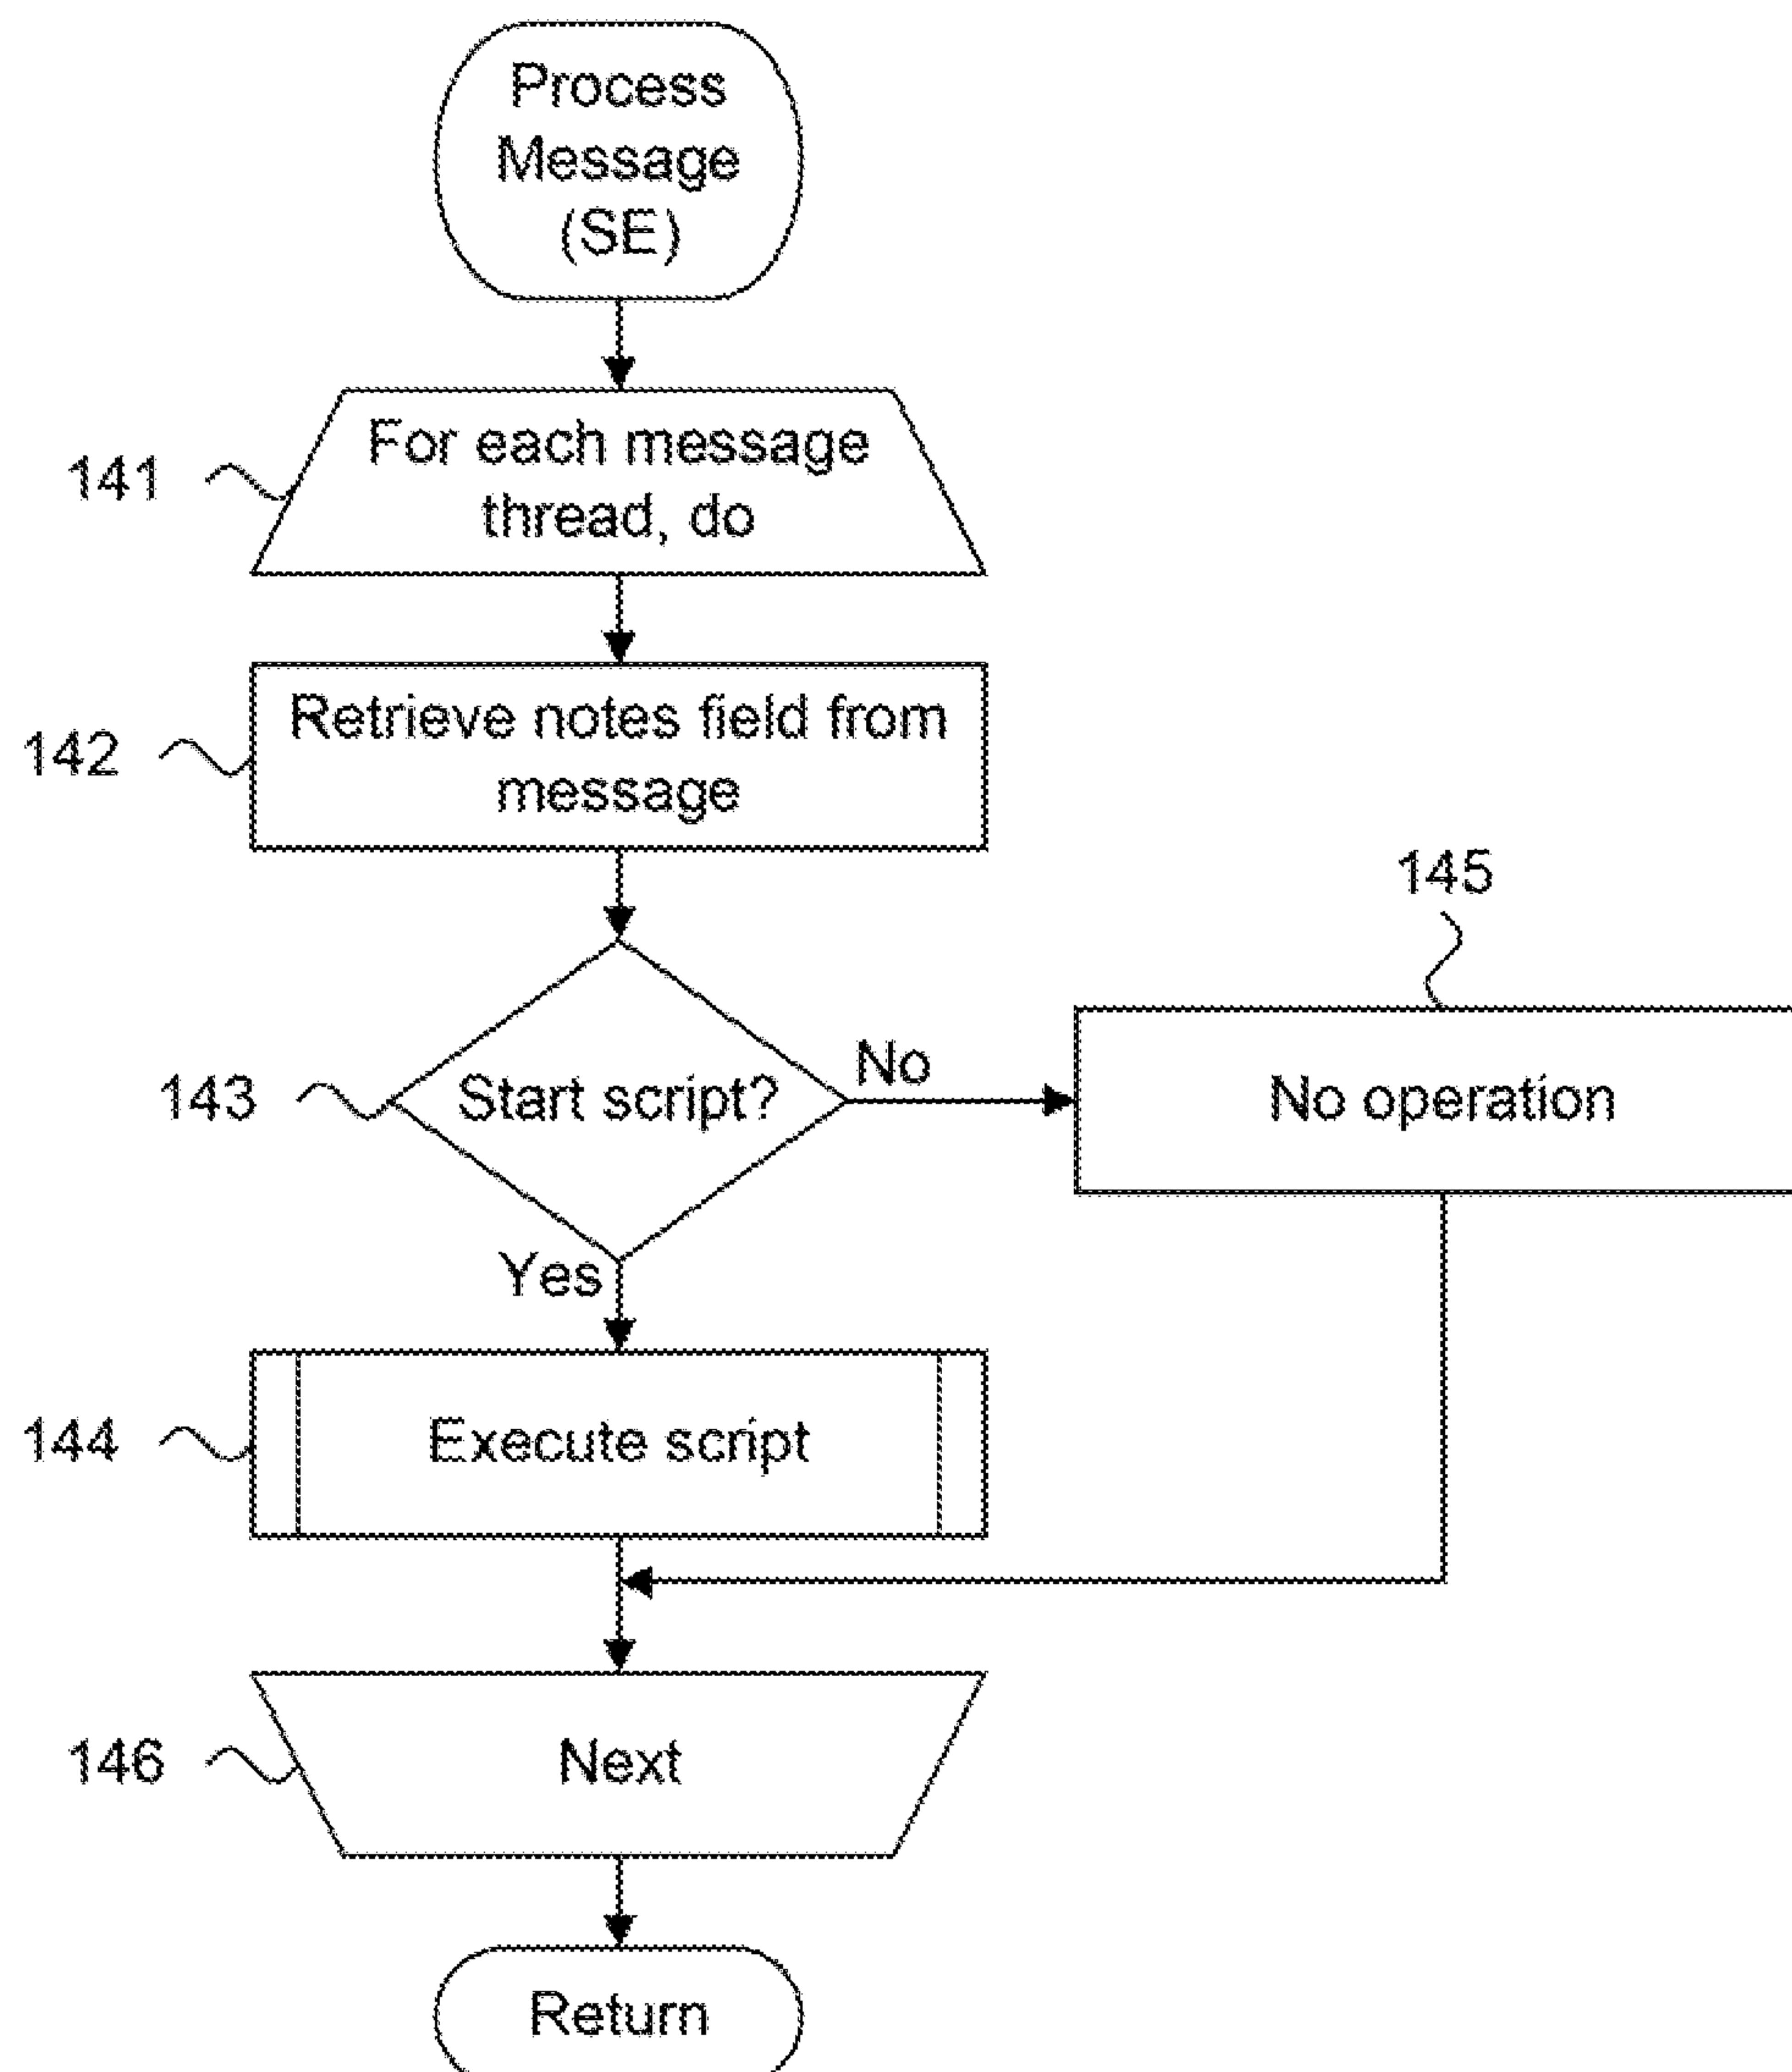 Process
Message
(SE)
141
For each message
thread, do
142
Retrieve notes field from
message
145
143
Start script?
No
No operation
Yes
144
Execute script
146
Next
Return